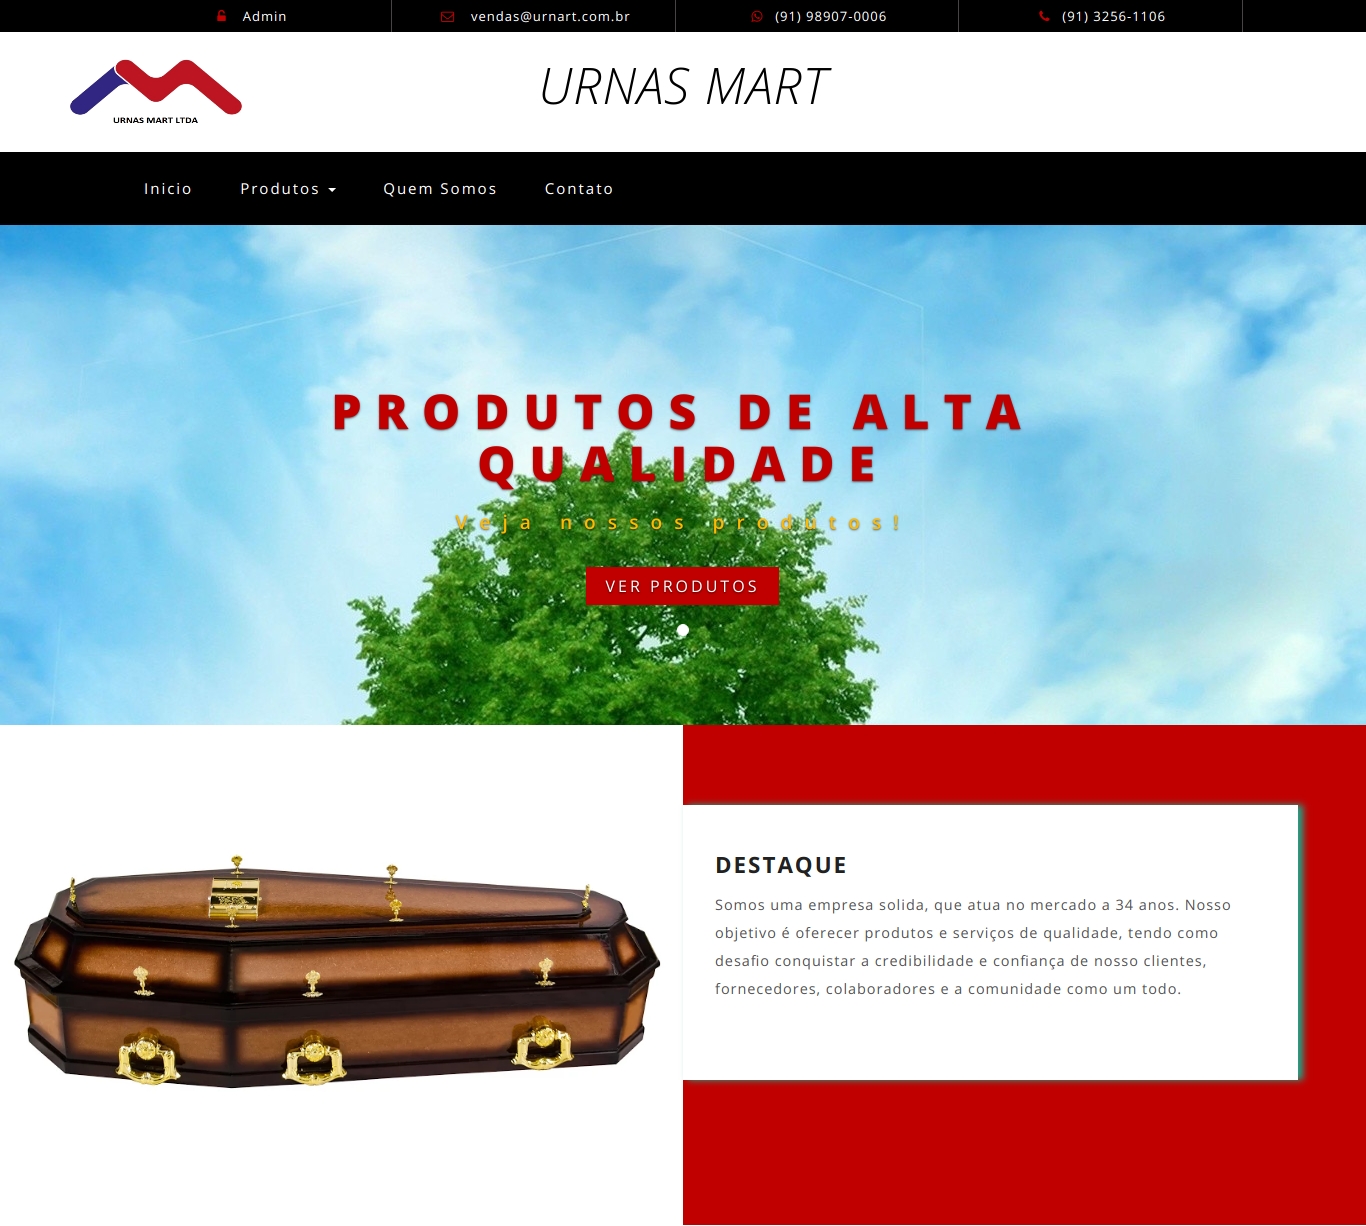 Admin
vendas@urnart.com.br
(91) 98907-0006
(91) 3256-1106
URNAS MART LTDA
URNAS MART
Inicio
Produtos
Quem Somos
Contato
PRODUTOS DE ALTA
QUALIDADE
Veja nossos produtos!
VER PRODUTOS
DESTAQUE
Somos uma empresa solida, que atua no mercado a 34 anos. Nosso
objetivo é oferecer produtos e serviços de qualidade, tendo como
desafio conquistar a credibilidade e confiança de nosso clientes,
fornecedores, colaboradores e a comunidade como um todo.